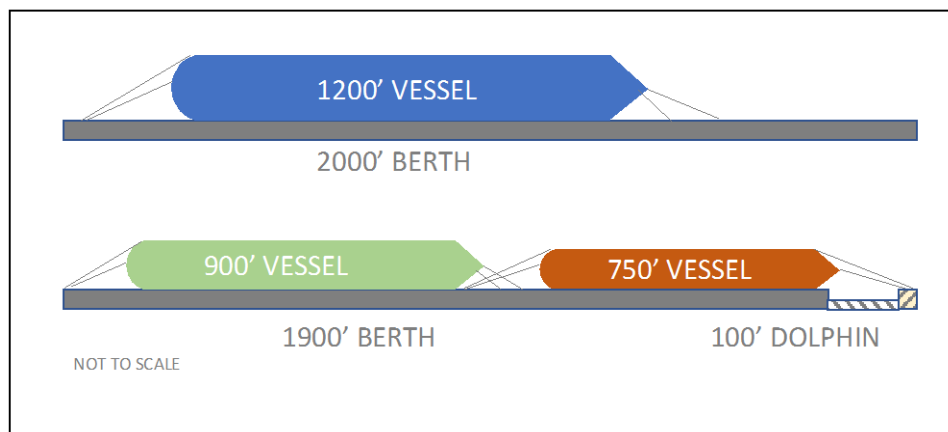 1200’ VESSEL
2000’ BERTH
900’ VESSEL
750’ VESSEL
1900’ BERTH
100’ DOLPHIN
NOT TO SCALE